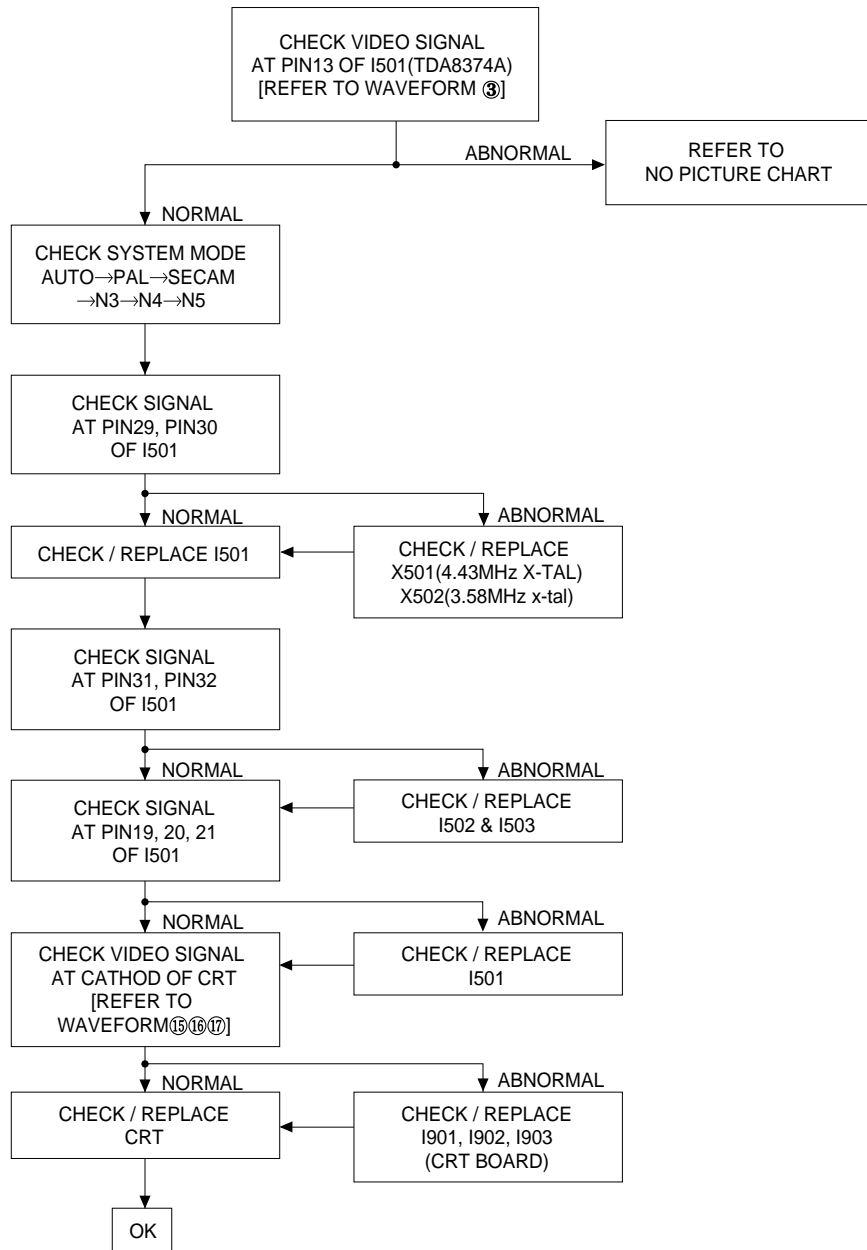 CHECK VIDEO SIGNAL
AT PIN13 OF I501(TDA8374A)
[REFER TO WAVEFORM ③]
ABNORMAL
REFER TO
NO PICTURE CHART
NORMAL
CHECK SYSTEM MODE
AUTO→PAL→SECAM
→N3→N4→N5
CHECK SIGNAL
AT PIN29, PIN30
OF I501
NORMAL
ABNORMAL
CHECK / REPLACE I501
CHECK / REPLACE
X501(4.43MHz X-TAL)
X502(3.58MHz x-tal)
CHECK SIGNAL
AT PIN31, PIN32
OF I501
NORMAL
ABNORMAL
CHECK SIGNAL
AT PIN19, 20, 21
OF I501
CHECK / REPLACE
I502 & I503
NORMAL
ABNORMAL
CHECK VIDEO SIGNAL
AT CATHOD OF CRT
[REFER TO
WAVEFORM⑮⑯⑰]
CHECK / REPLACE
I501
NORMAL
ABNORMAL
CHECK / REPLACE
CRT
CHECK / REPLACE
I901, I902, I903
(CRT BOARD)
OK